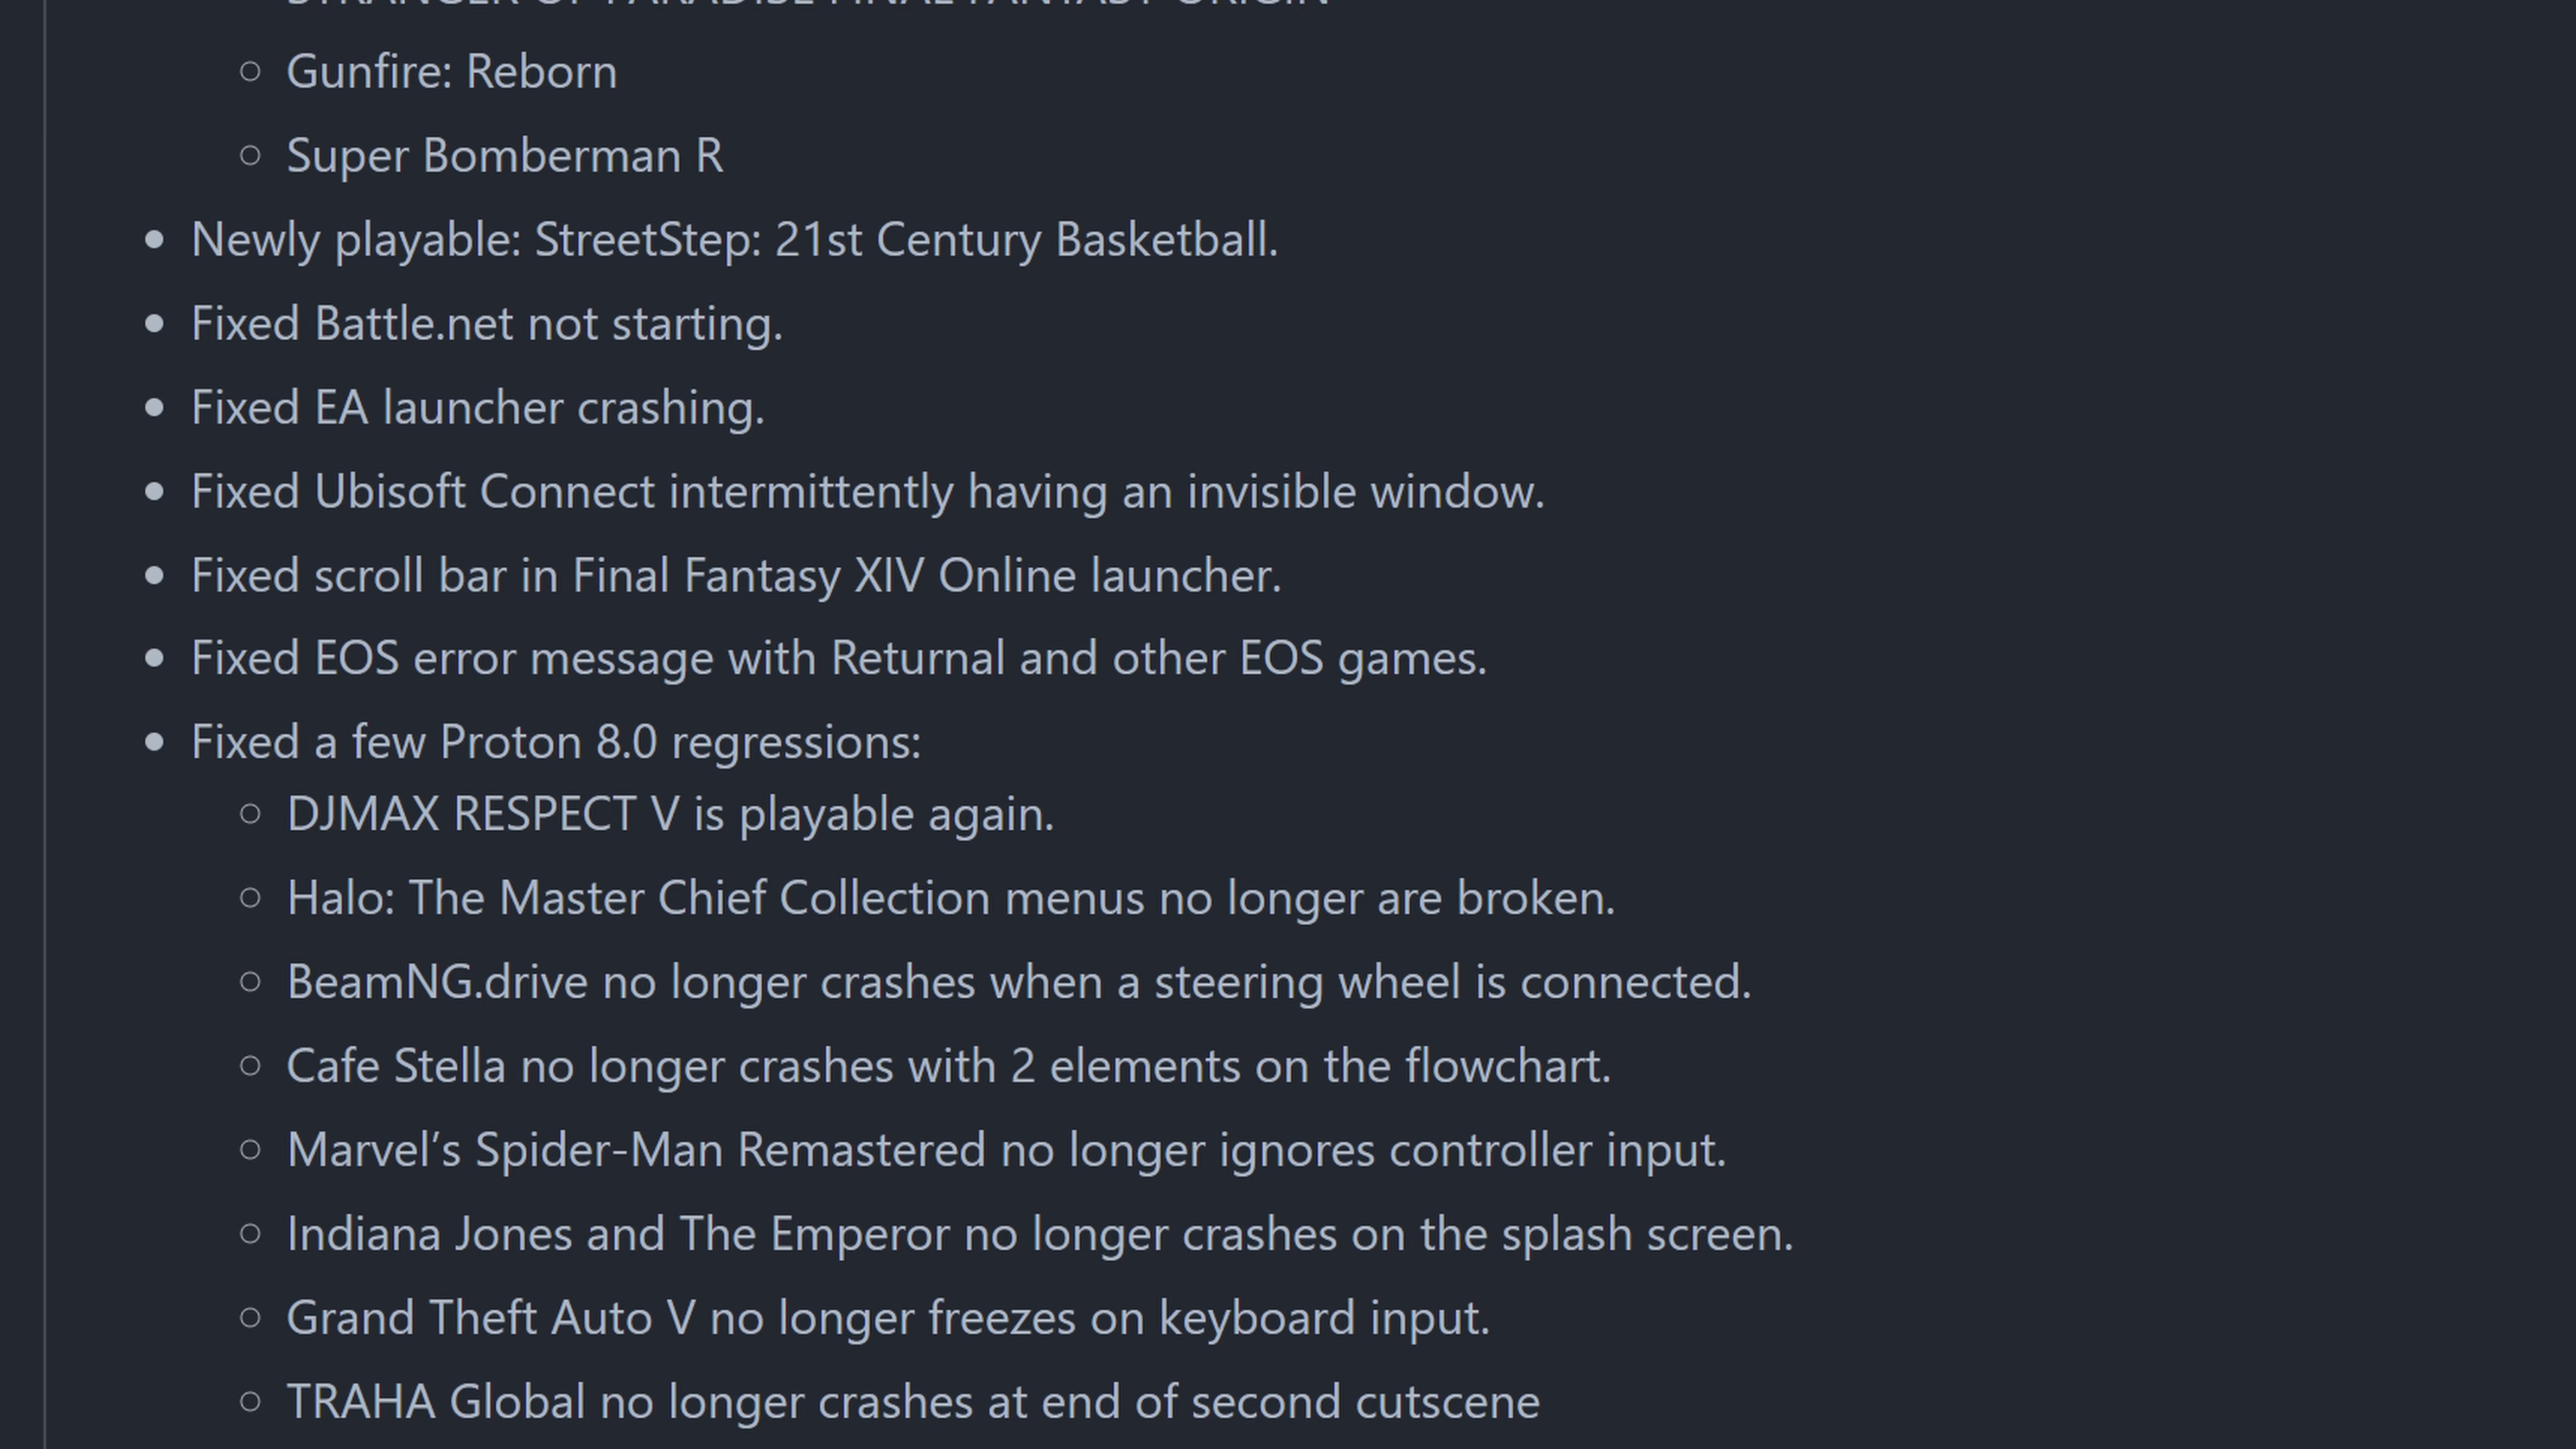 STRANGER OF PARADISE FINAL FANTASY ORIGIN
○ Gunfire: Reborn
○ Super Bomberman R
• Newly playable: StreetStep: 21st Century Basketball.
• Fixed Battle.net not starting.
• Fixed EA launcher crashing.
• Fixed Ubisoft Connect intermittently having an invisible window.
• Fixed scroll bar in Final Fantasy XIV Online launcher.
• Fixed EOS error message with Returnal and other EOS games.
• Fixed a few Proton 8.0 regressions:
○ DJMAX RESPECT V is playable again.
○ Halo: The Master Chief Collection menus no longer are broken.
○ BeamNG.drive no longer crashes when a steering wheel is connected.
○ Cafe Stella no longer crashes with 2 elements on the flowchart.
○ Marvel’s Spider-Man Remastered no longer ignores controller input.
○ Indiana Jones and The Emperor no longer crashes on the splash screen.
○ Grand Theft Auto V no longer freezes on keyboard input.
○ TRAHA Global no longer crashes at end of second cutscene